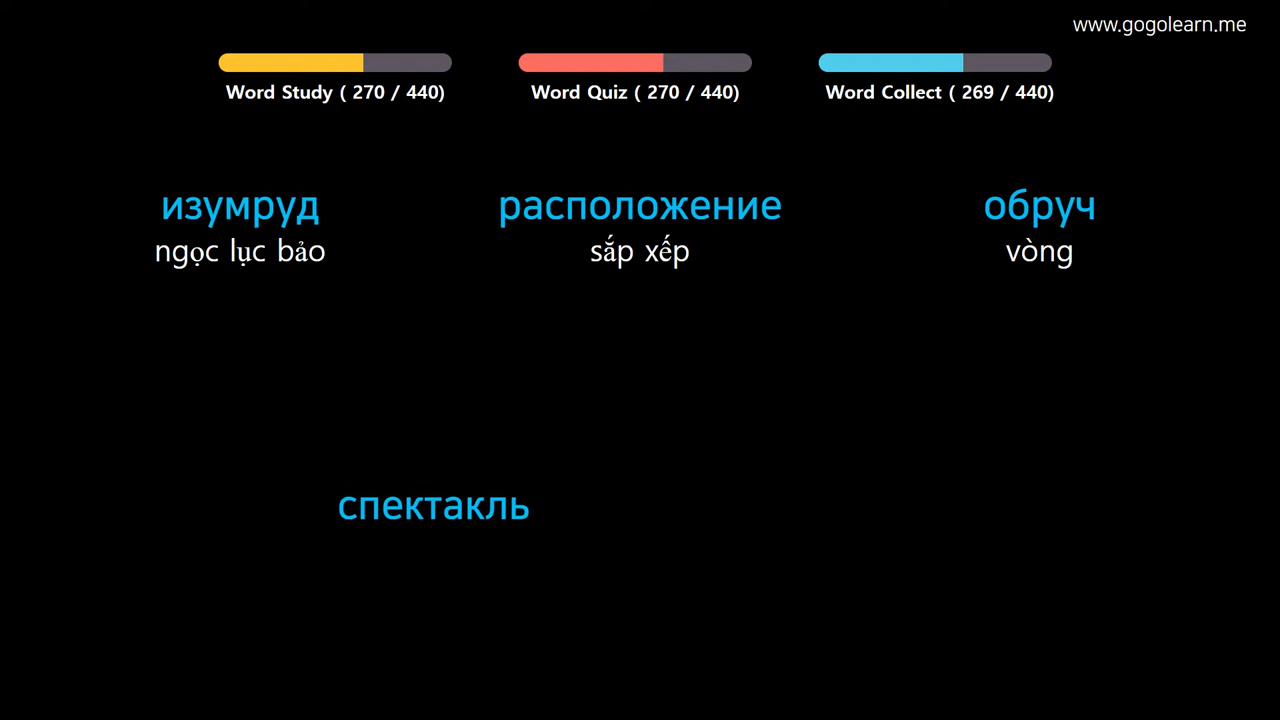 www.gogolearn.me
Word Study ( 270 / 440)
Word Quiz ( 270 / 440)
Word Collect ( 269 / 440)
изумруд
ngọc lục bảo
расположение
sắp xếp
обруч
vòng
спектакль